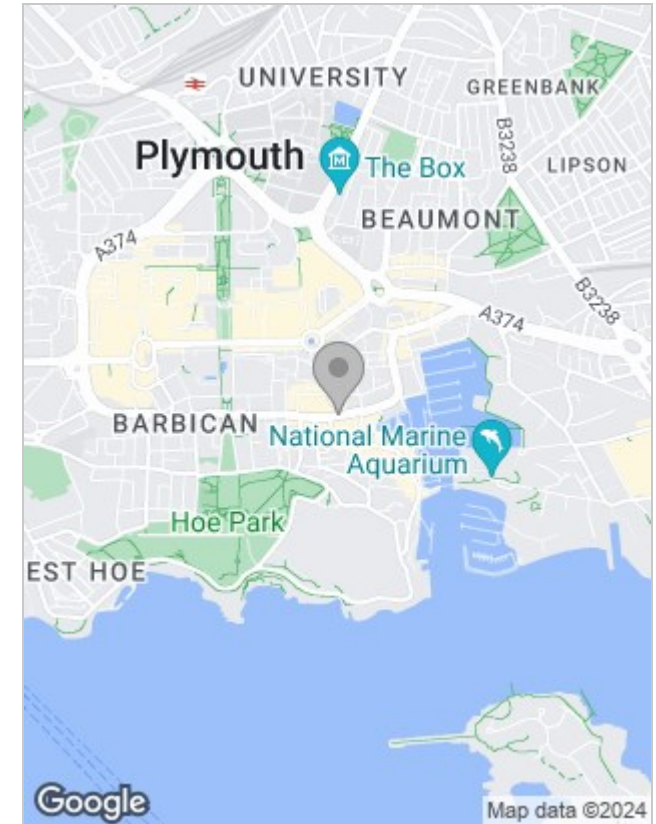 UNIVERSITY
GREENBANK
B3238
Plymouth
The Box
LIPSON
BEAUMONT
A374
B3238
A374
BARBICAN
National Marine
Aquarium
Hoe Park
EST HOE
Google
Map data ©2024